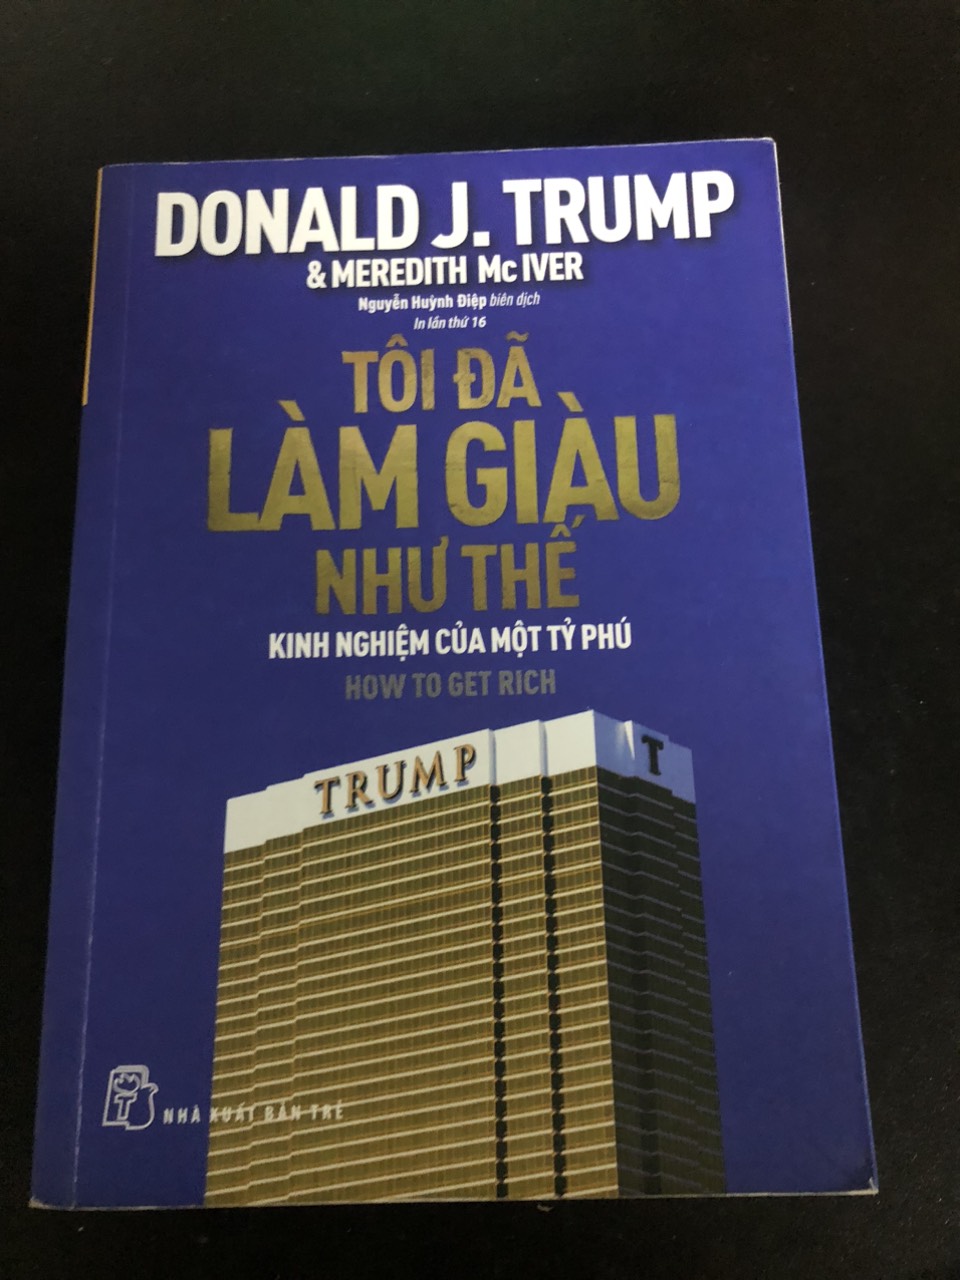 DONALD J. TRUMP
& MEREDITH Mc IVER
Nguyễn Huỳnh Điệp biên dịch
In lần thứ 16
TÔI ĐÃ
LÀM GIÀU
NHƯ THẾ
KINH NGHIỆM CỦA MỘT TỶ PHÚ
HOW TO GET RICH
TRUMP
T
NHÀ XUẤT BẢN TRẺ